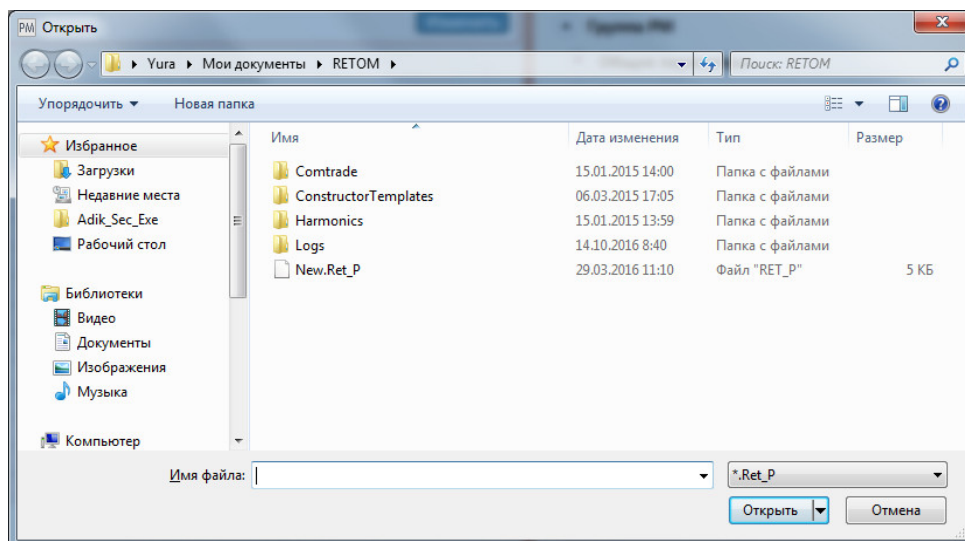 РМ Открыть
Yura Мои документы RETOM Поиск: RETOM
Упорядочить Новая папка
Избранное
Загрузки
Недавние места
Adik_Sec_Exe
Рабочий стол
Библиотеки
Видео
Документы
Изображения
Музыка
Компьютер
Имя Дата изменения Тип Размер
Comtrade 15.01.2015 14:00 Папка с файлами
ConstructorTemplates 06.03.2015 17:05 Папка с файлами
Harmonics 15.01.2015 13:59 Папка с файлами
Logs 14.10.2016 8:40 Папка с файлами
New.Ret_P 29.03.2016 11:10 Файл "RET_P" 5 КБ
Имя файла: *.Ret_P
Открыть Отмена